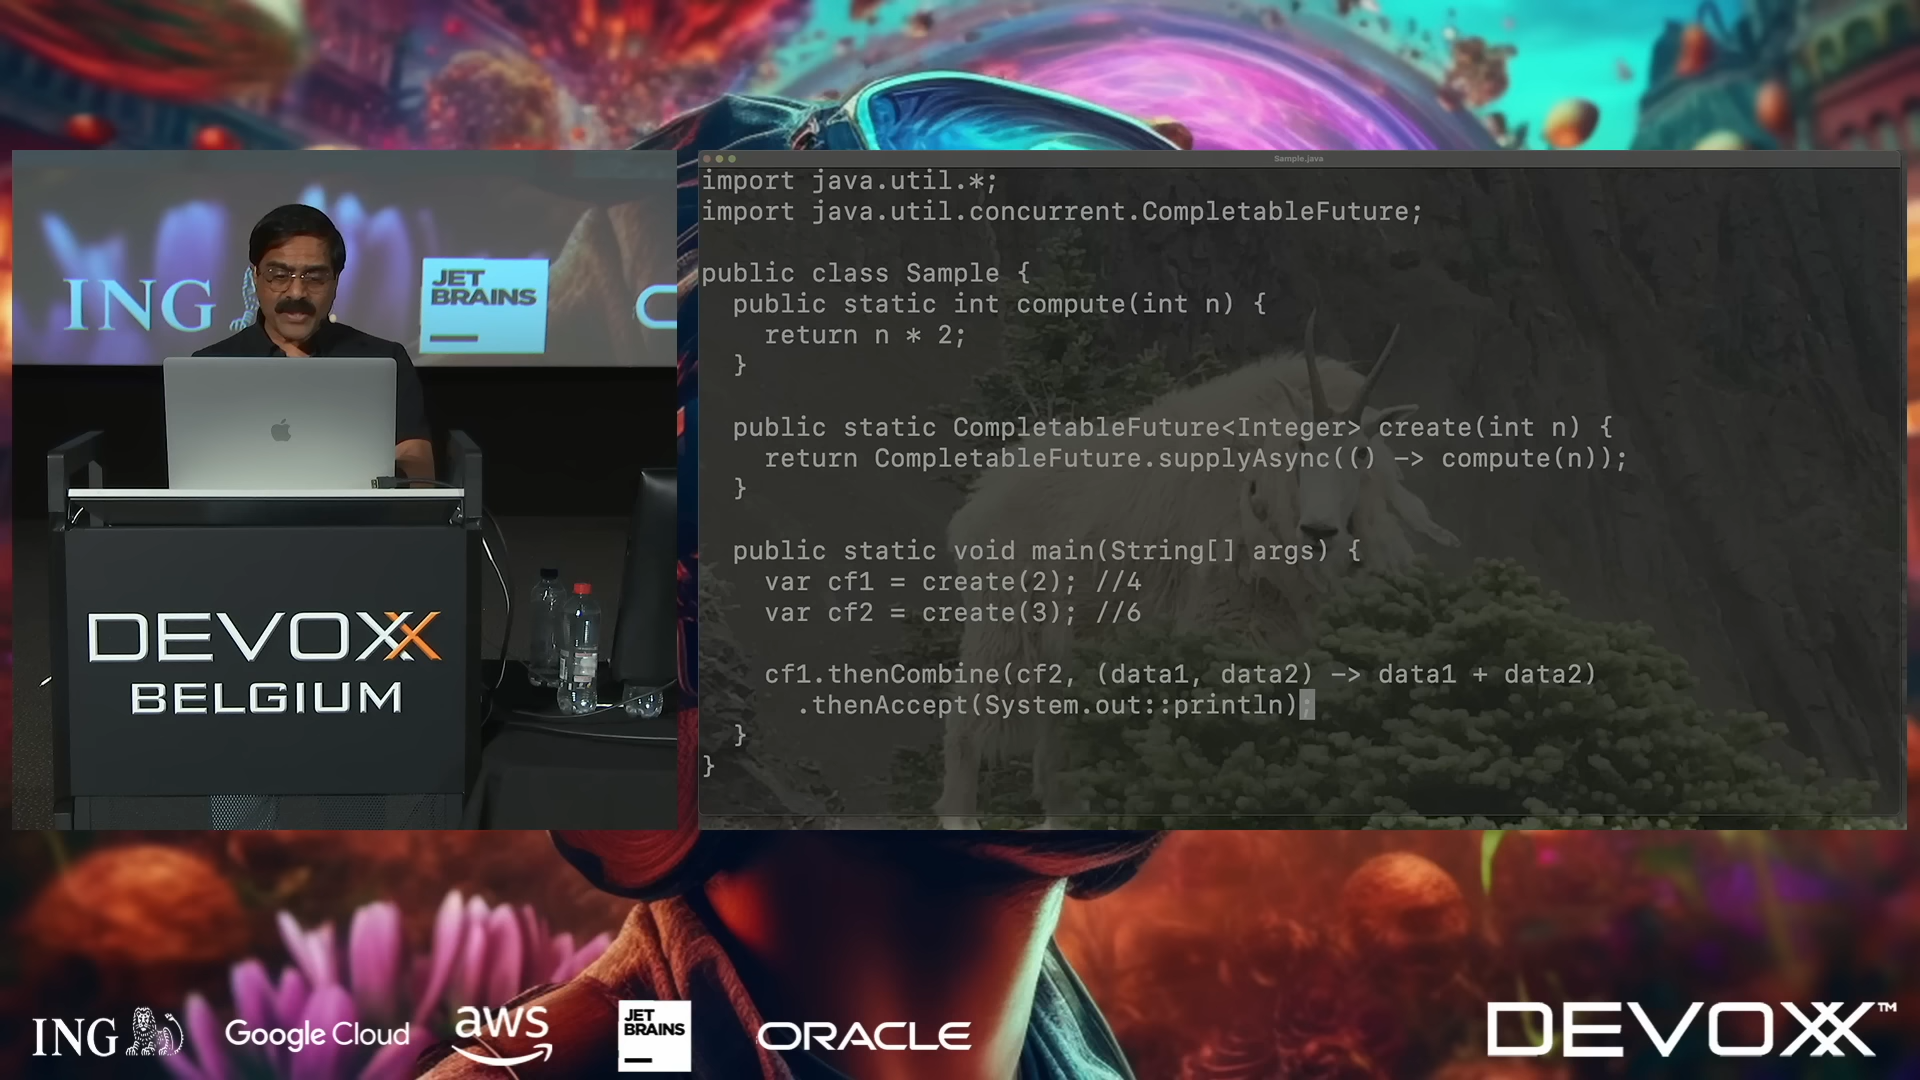 ING
JET
BRAINS
DEVOXX
BELGIUM
Sample.java
import java.util.*;
import java.util.concurrent.CompletableFuture;
public class Sample {
public static int compute(int n) {
return n * 2;
}
public static CompletableFuture<Integer> create(int n) {
return CompletableFuture.supplyAsync(() -> compute(n));
}
public static void main(String[] args) {
var cf1 = create(2); //4
var cf2 = create(3); //6
cf1.thenCombine(cf2, (data1, data2) -> data1 + data2)
.thenAccept(System.out::println);
}
}
ING
Google Cloud
aws
JET
BRAINS
ORACLE
DEVOXX™